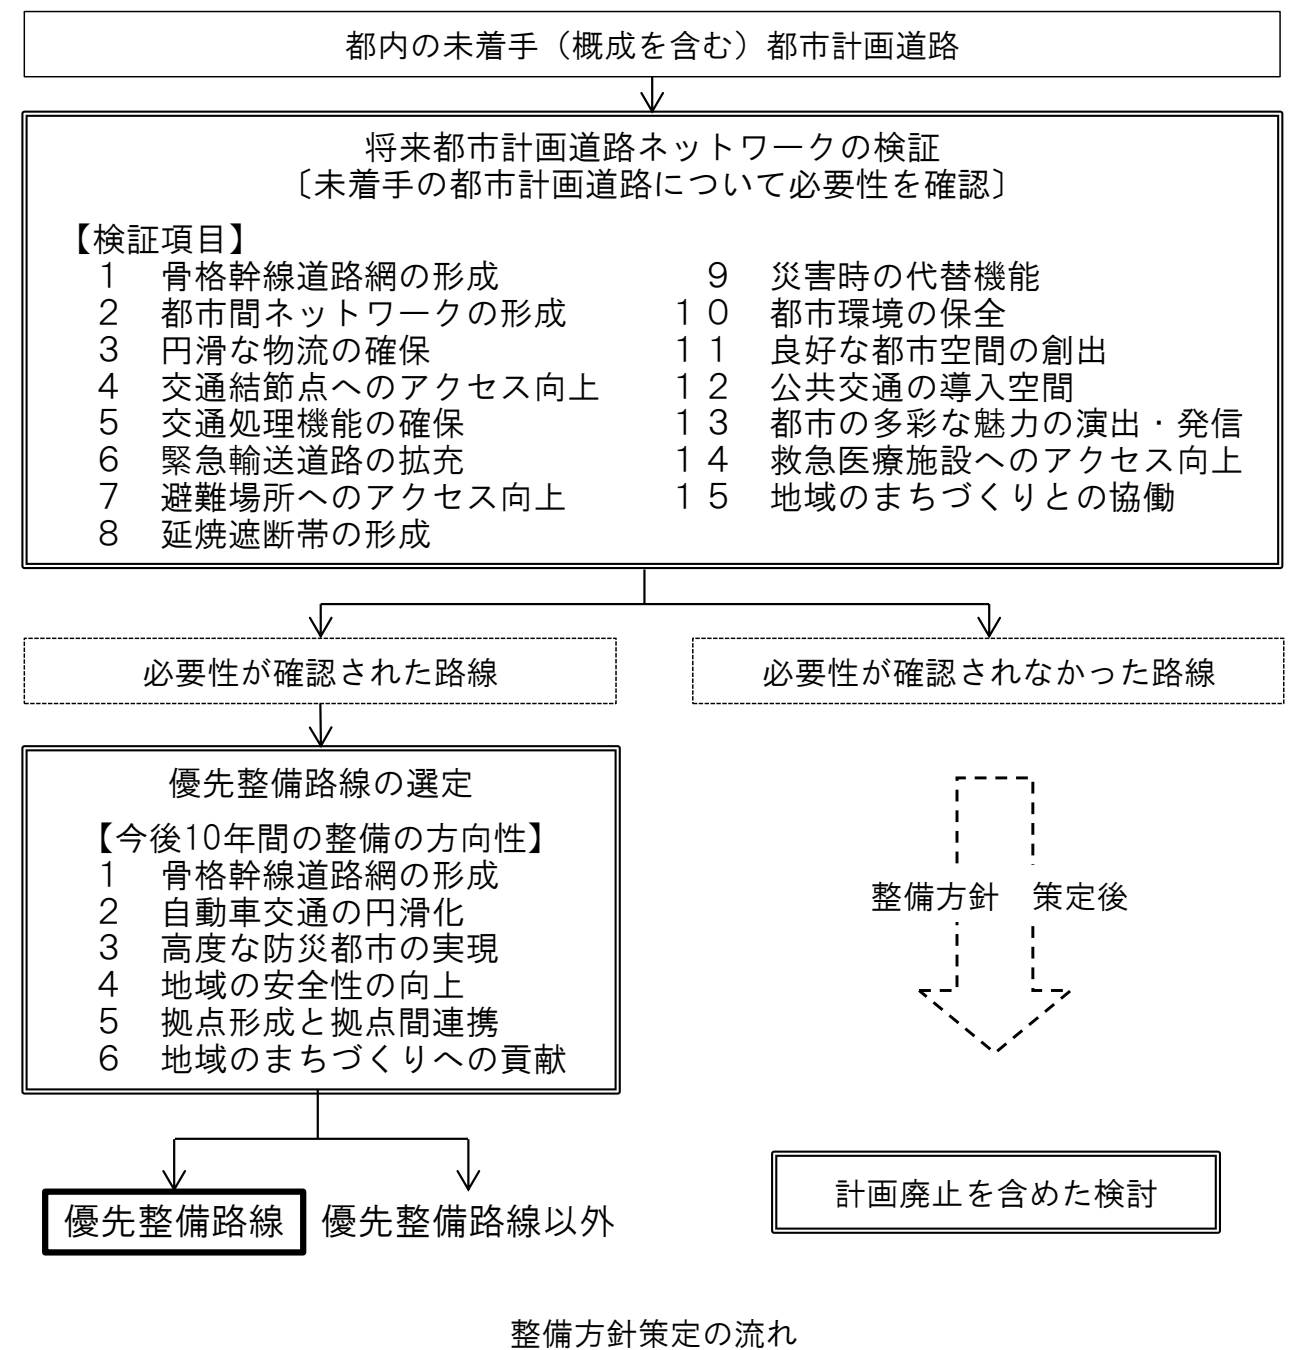 都内の未着手（概成を含む）都市計画道路
将来都市計画道路ネットワークの検証
〔未着手の都市計画道路について必要性を確認〕
【検証項目】
１　骨格幹線道路網の形成
２　都市間ネットワークの形成
３　円滑な物流の確保
４　交通結節点へのアクセス向上
５　交通処理機能の確保
６　緊急輸送道路の拡充
７　避難場所へのアクセス向上
８　延焼遮断帯の形成
９　災害時の代替機能
１０　都市環境の保全
１１　良好な都市空間の創出
１２　公共交通の導入空間
１３　都市の多彩な魅力の演出・発信
１４　救急医療施設へのアクセス向上
１５　地域のまちづくりとの協働
必要性が確認された路線
必要性が確認されなかった路線
優先整備路線の選定
【今後10年間の整備の方向性】
１　骨格幹線道路網の形成
２　自動車交通の円滑化
３　高度な防災都市の実現
４　地域の安全性の向上
５　拠点形成と拠点間連携
６　地域のまちづくりへの貢献
整備方針　策定後
優先整備路線
優先整備路線以外
計画廃止を含めた検討
整備方針策定の流れ